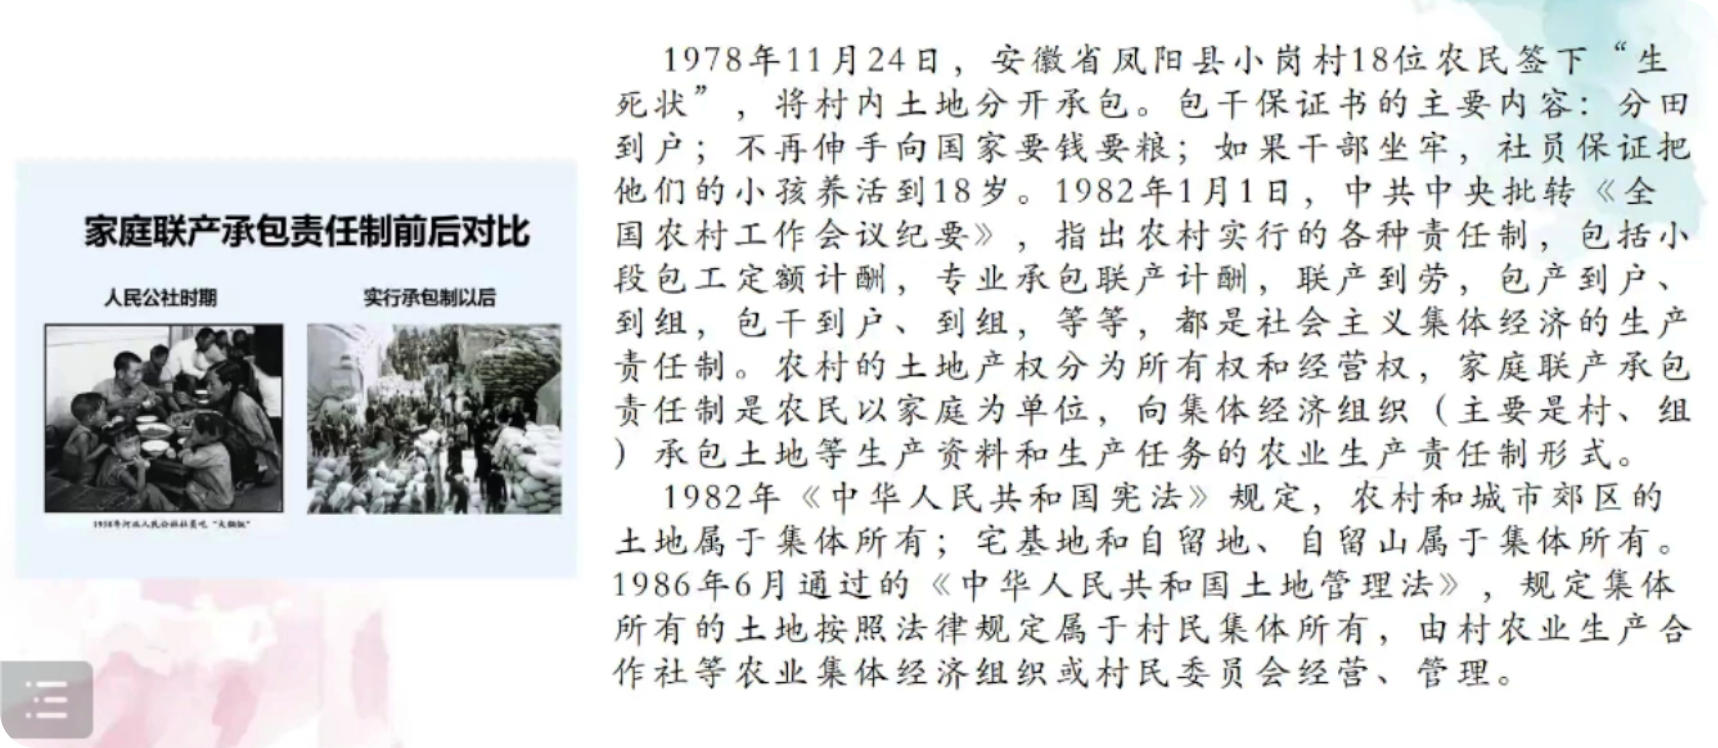 家庭联产承包责任制前后对比
人民公社时期
实行承包制以后
1958年河北人民公社社员吃“大锅饭”
1978年11月24日，安徽省凤阳县小岗村18位农民签下“生
死状”，将村内土地分开承包。包干保证书的主要内容：分田
到户；不再伸手向国家要钱要粮；如果干部坐牢，社员保证把
他们的小孩养活到18岁。1982年1月1日，中共中央批转《全
国农村工作会议纪要》，指出农村实行的各种责任制，包括小
段包工定额计酬，专业承包联产计酬，联产到劳，包产到户、
到组，包干到户、到组，等等，都是社会主义集体经济的生产
责任制。农村的土地产权分为所有权和经营权，家庭联产承包
责任制是农民以家庭为单位，向集体经济组织（主要是村、组
）承包土地等生产资料和生产任务的农业生产责任制形式。
1982年《中华人民共和国宪法》规定，农村和城市郊区的
土地属于集体所有；宅基地和自留地、自留山属于集体所有。
1986年6月通过的《中华人民共和国土地管理法》，规定集体
所有的土地按照法律规定属于村民集体所有，由村农业生产合
作社等农业集体经济组织或村民委员会经营、管理。